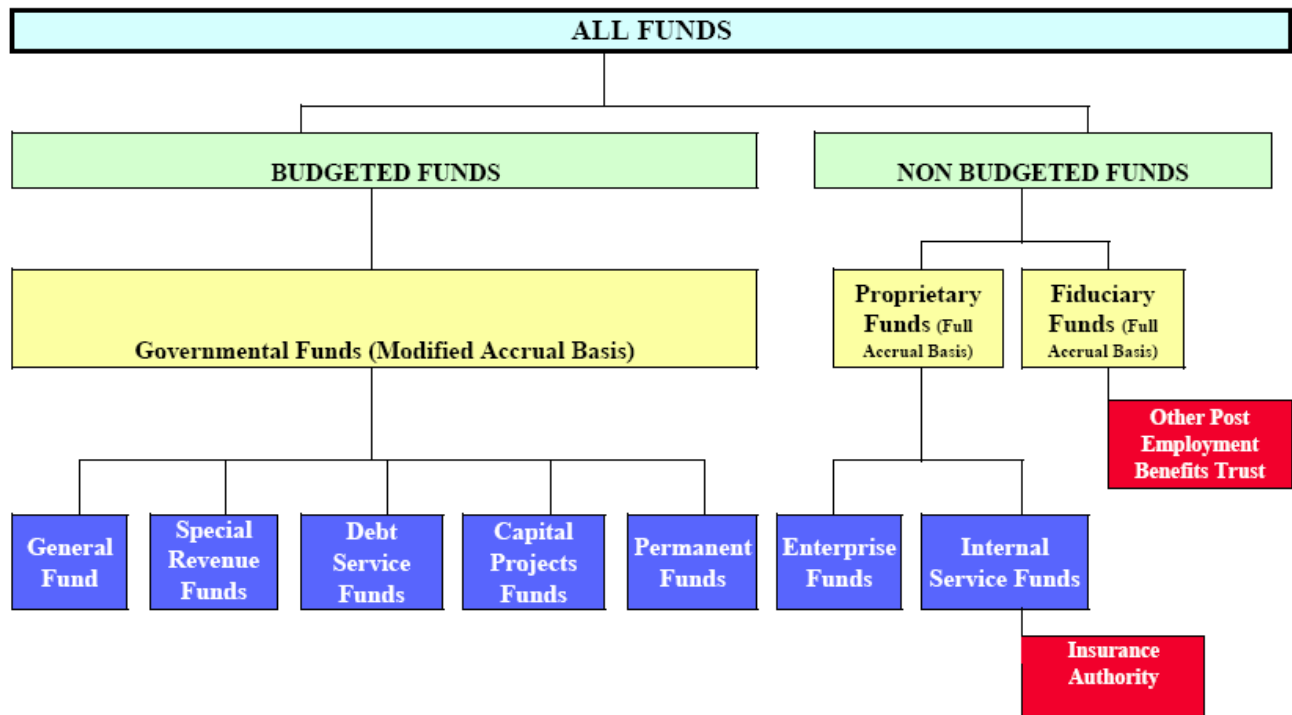 ALL FUNDS
BUDGETED FUNDS
NON BUDGETED FUNDS
Governmental Funds (Modified Accrual Basis)
Proprietary
Funds (Full
Accrual Basis)
Fiduciary
Funds (Full
Accrual Basis)
Other Post
Employment
Benefits Trust
General
Fund
Special
Revenue
Funds
Debt
Service
Funds
Capital
Projects
Funds
Permanent
Funds
Enterprise
Funds
Internal
Service Funds
Insurance
Authority